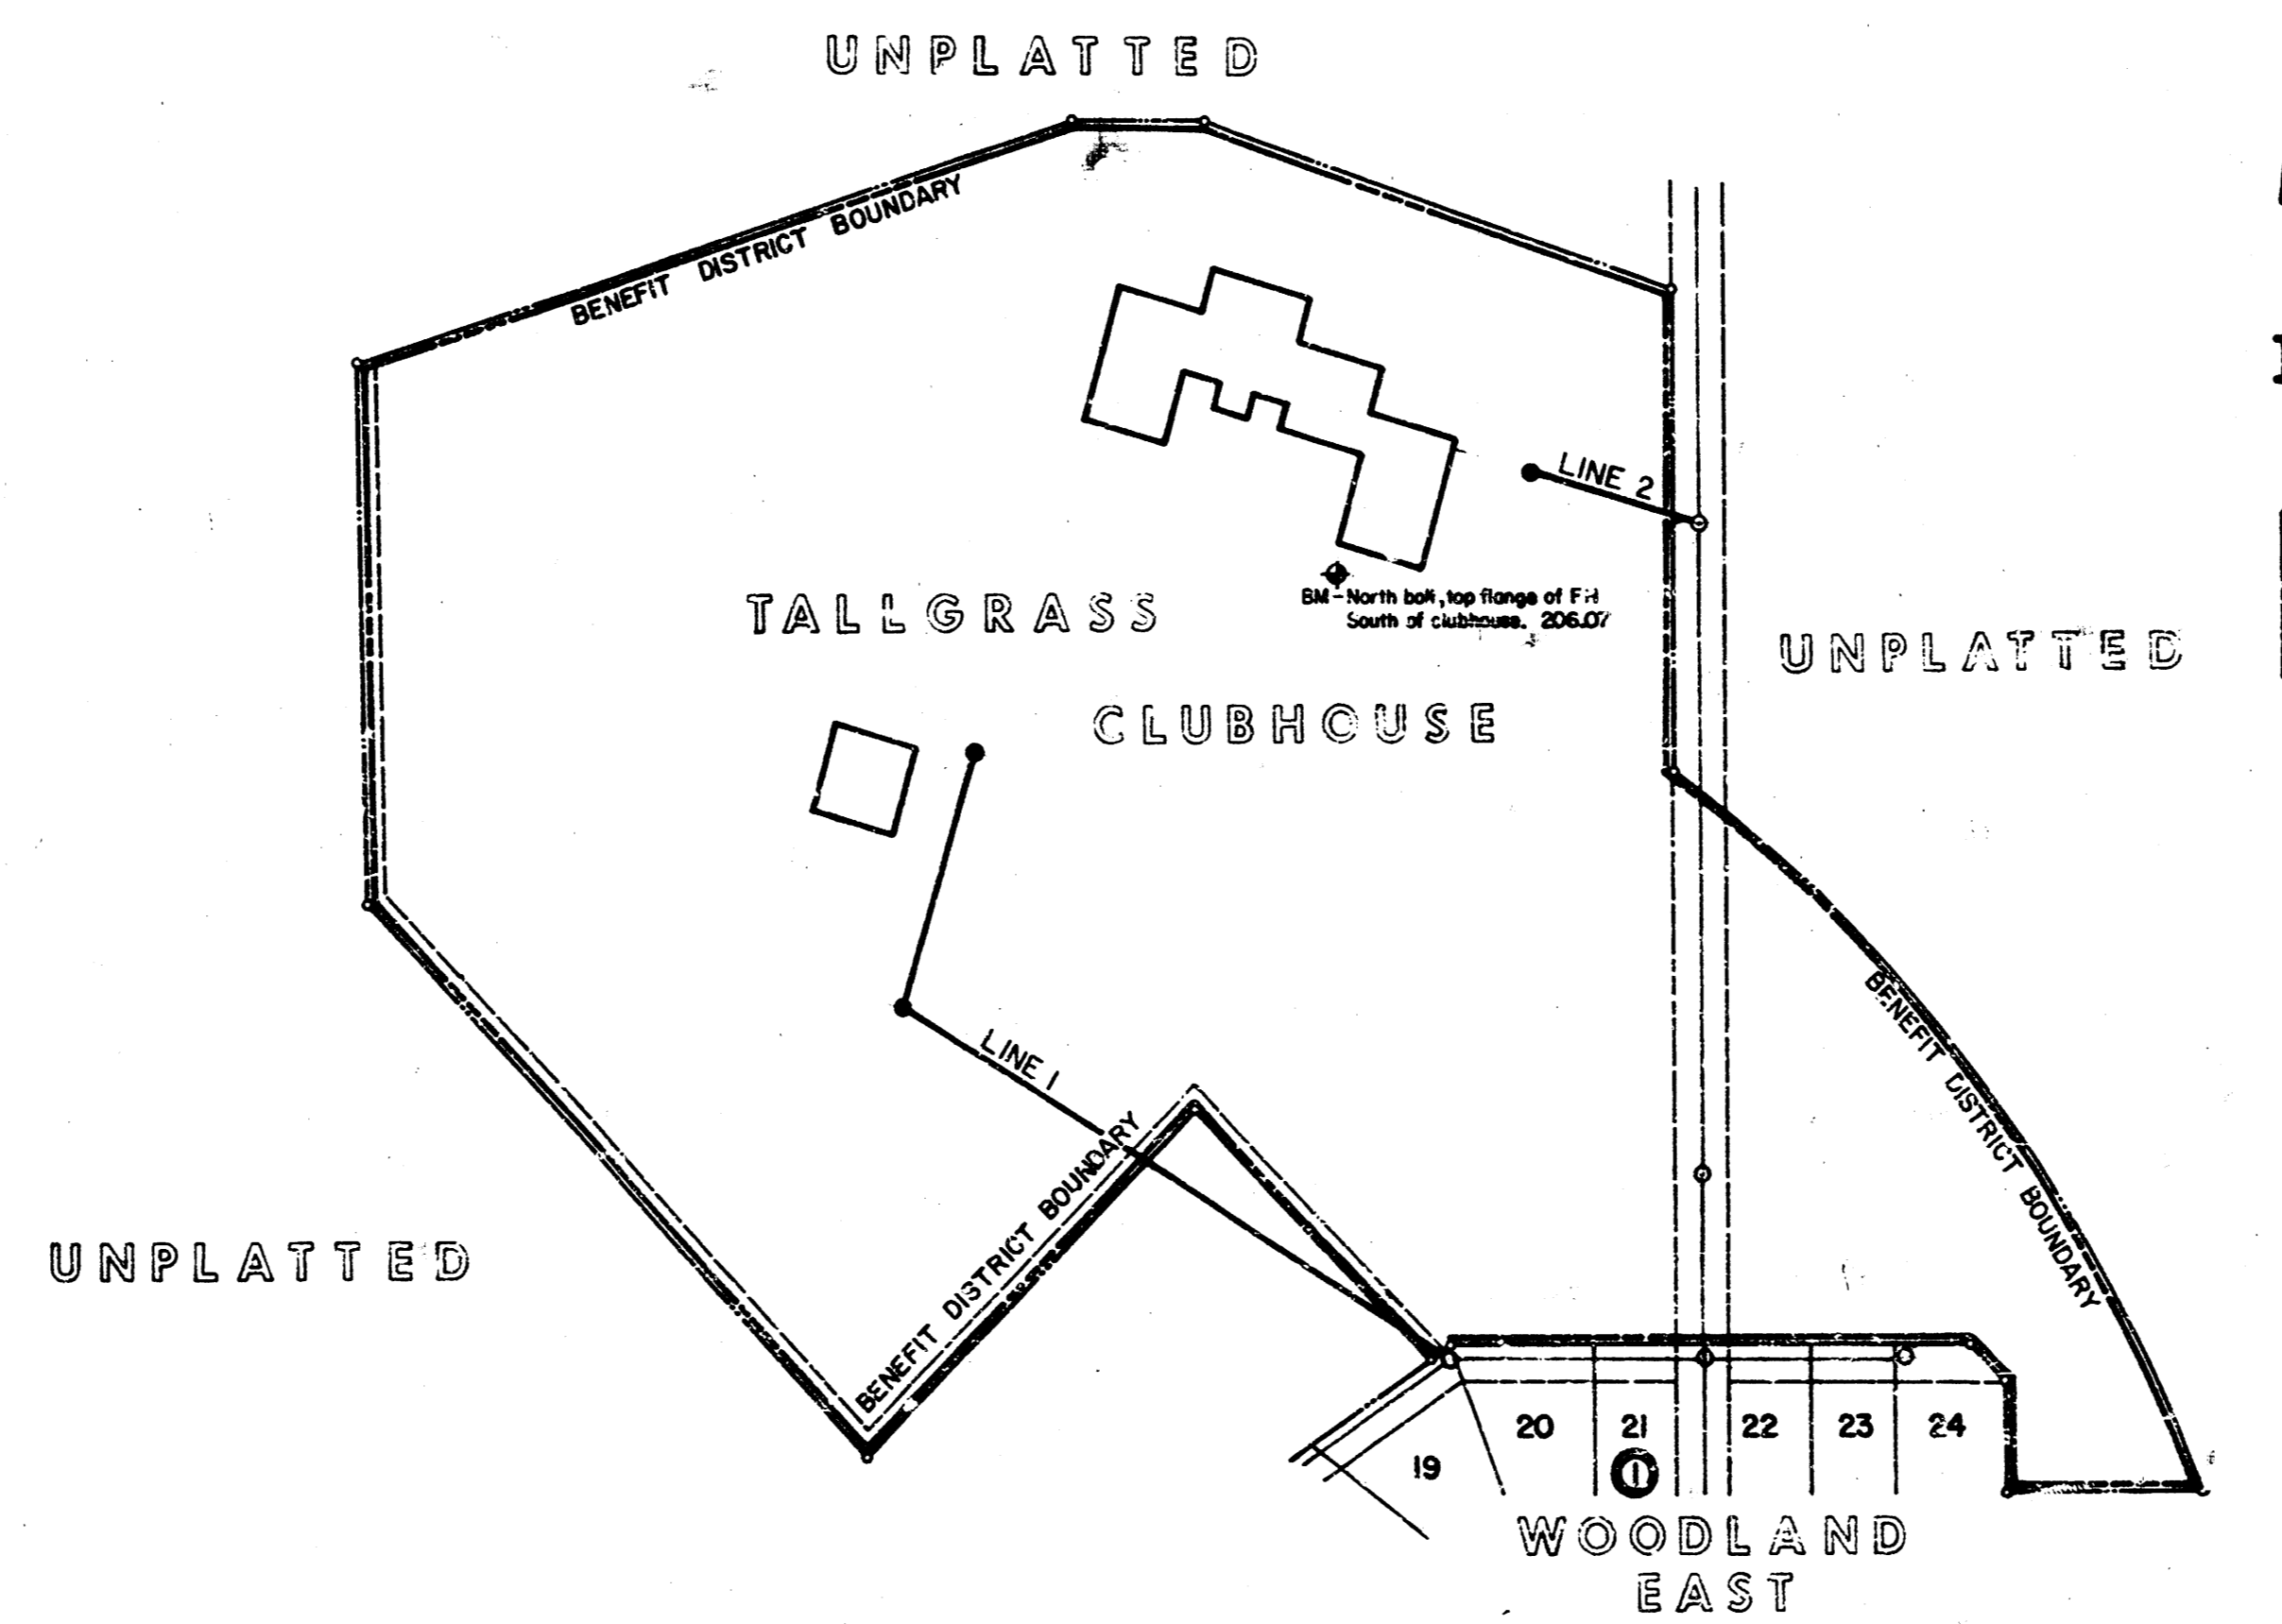 UNPLATTED
BENEFIT DISTRICT BOUNDARY
LINE 2
BM - North bolt, top flange of FH
South of clubhouse. 206.07
TALLGRASS
CLUBHOUSE
UNPLATTED
LINE 1
BENEFIT DISTRICT BOUNDARY
BENEFIT DISTRICT BOUNDARY
UNPLATTED
19
20
21
22
23
24
1
WOODLAND
EAST